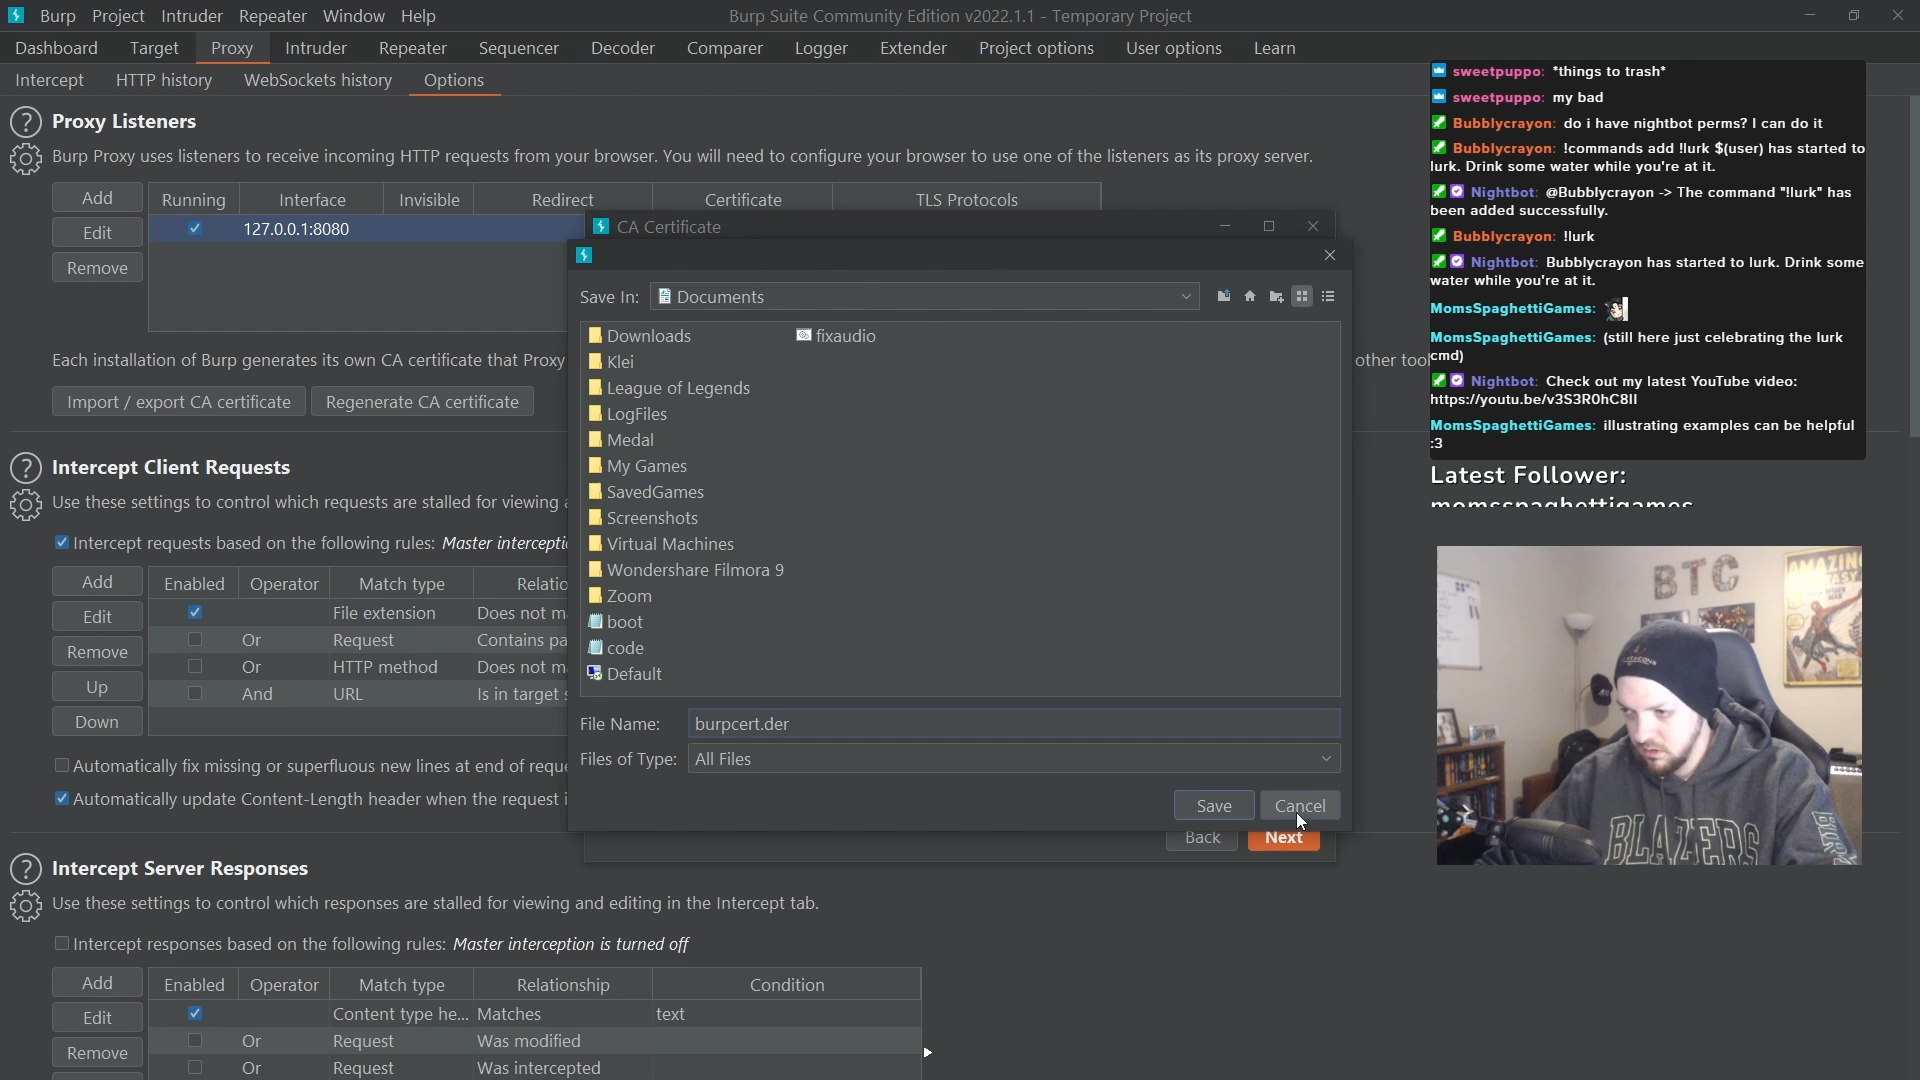 Burp Project Intruder Repeater Window Help
Burp Suite Community Edition v2022.1.1 - Temporary Project
Dashboard Target Proxy Intruder Repeater Sequencer Decoder Comparer Logger Extender Project options User options Learn
Intercept HTTP history WebSockets history Options
Proxy Listeners
Burp Proxy uses listeners to receive incoming HTTP requests from your browser. You will need to configure your browser to use one of the listeners as its proxy server.
Add
Edit
Remove
Running Interface Invisible Redirect Certificate TLS Protocols
127.0.0.1:8080
Each installation of Burp generates its own CA certificate that Proxy
other tool
Import / export CA certificate Regenerate CA certificate
Intercept Client Requests
Use these settings to control which requests are stalled for viewing
Intercept requests based on the following rules: Master intercepti
Add
Edit
Remove
Up
Down
Enabled Operator Match type Relatio
File extension Does not m
Or Request Contains pa
Or HTTP method Does not m
And URL Is in target s
Automatically fix missing or superfluous new lines at end of reque
Automatically update Content-Length header when the request i
Intercept Server Responses
Use these settings to control which responses are stalled for viewing and editing in the Intercept tab.
Intercept responses based on the following rules: Master interception is turned off
Add
Edit
Remove
Enabled Operator Match type Relationship Condition
Content type he... Matches text
Or Request Was modified
Or Request Was intercepted
CA Certificate
Save In: Documents
Downloads
Klei
League of Legends
LogFiles
Medal
My Games
SavedGames
Screenshots
Virtual Machines
Wondershare Filmora 9
Zoom
boot
code
Default
fixaudio
File Name: burpcert.der
Files of Type: All Files
Save Cancel
Back Next
sweetpuppo: *things to trash*
sweetpuppo: my bad
Bubblycrayon: do i have nightbot perms? I can do it
Bubblycrayon: !commands add !lurk $(user) has started to
lurk. Drink some water while you're at it.
Nightbot: @Bubblycrayon -> The command "!lurk" has
been added successfully.
Bubblycrayon: !lurk
Nightbot: Bubblycrayon has started to lurk. Drink some
water while you're at it.
MomsSpaghettiGames:
MomsSpaghettiGames: (still here just celebrating the lurk
cmd)
Nightbot: Check out my latest YouTube video:
https://youtu.be/v3S3R0hC8II
MomsSpaghettiGames: illustrating examples can be helpful
:3
Latest Follower:
momsspaghettigames
BTC
AMAZIN
BLAZERS